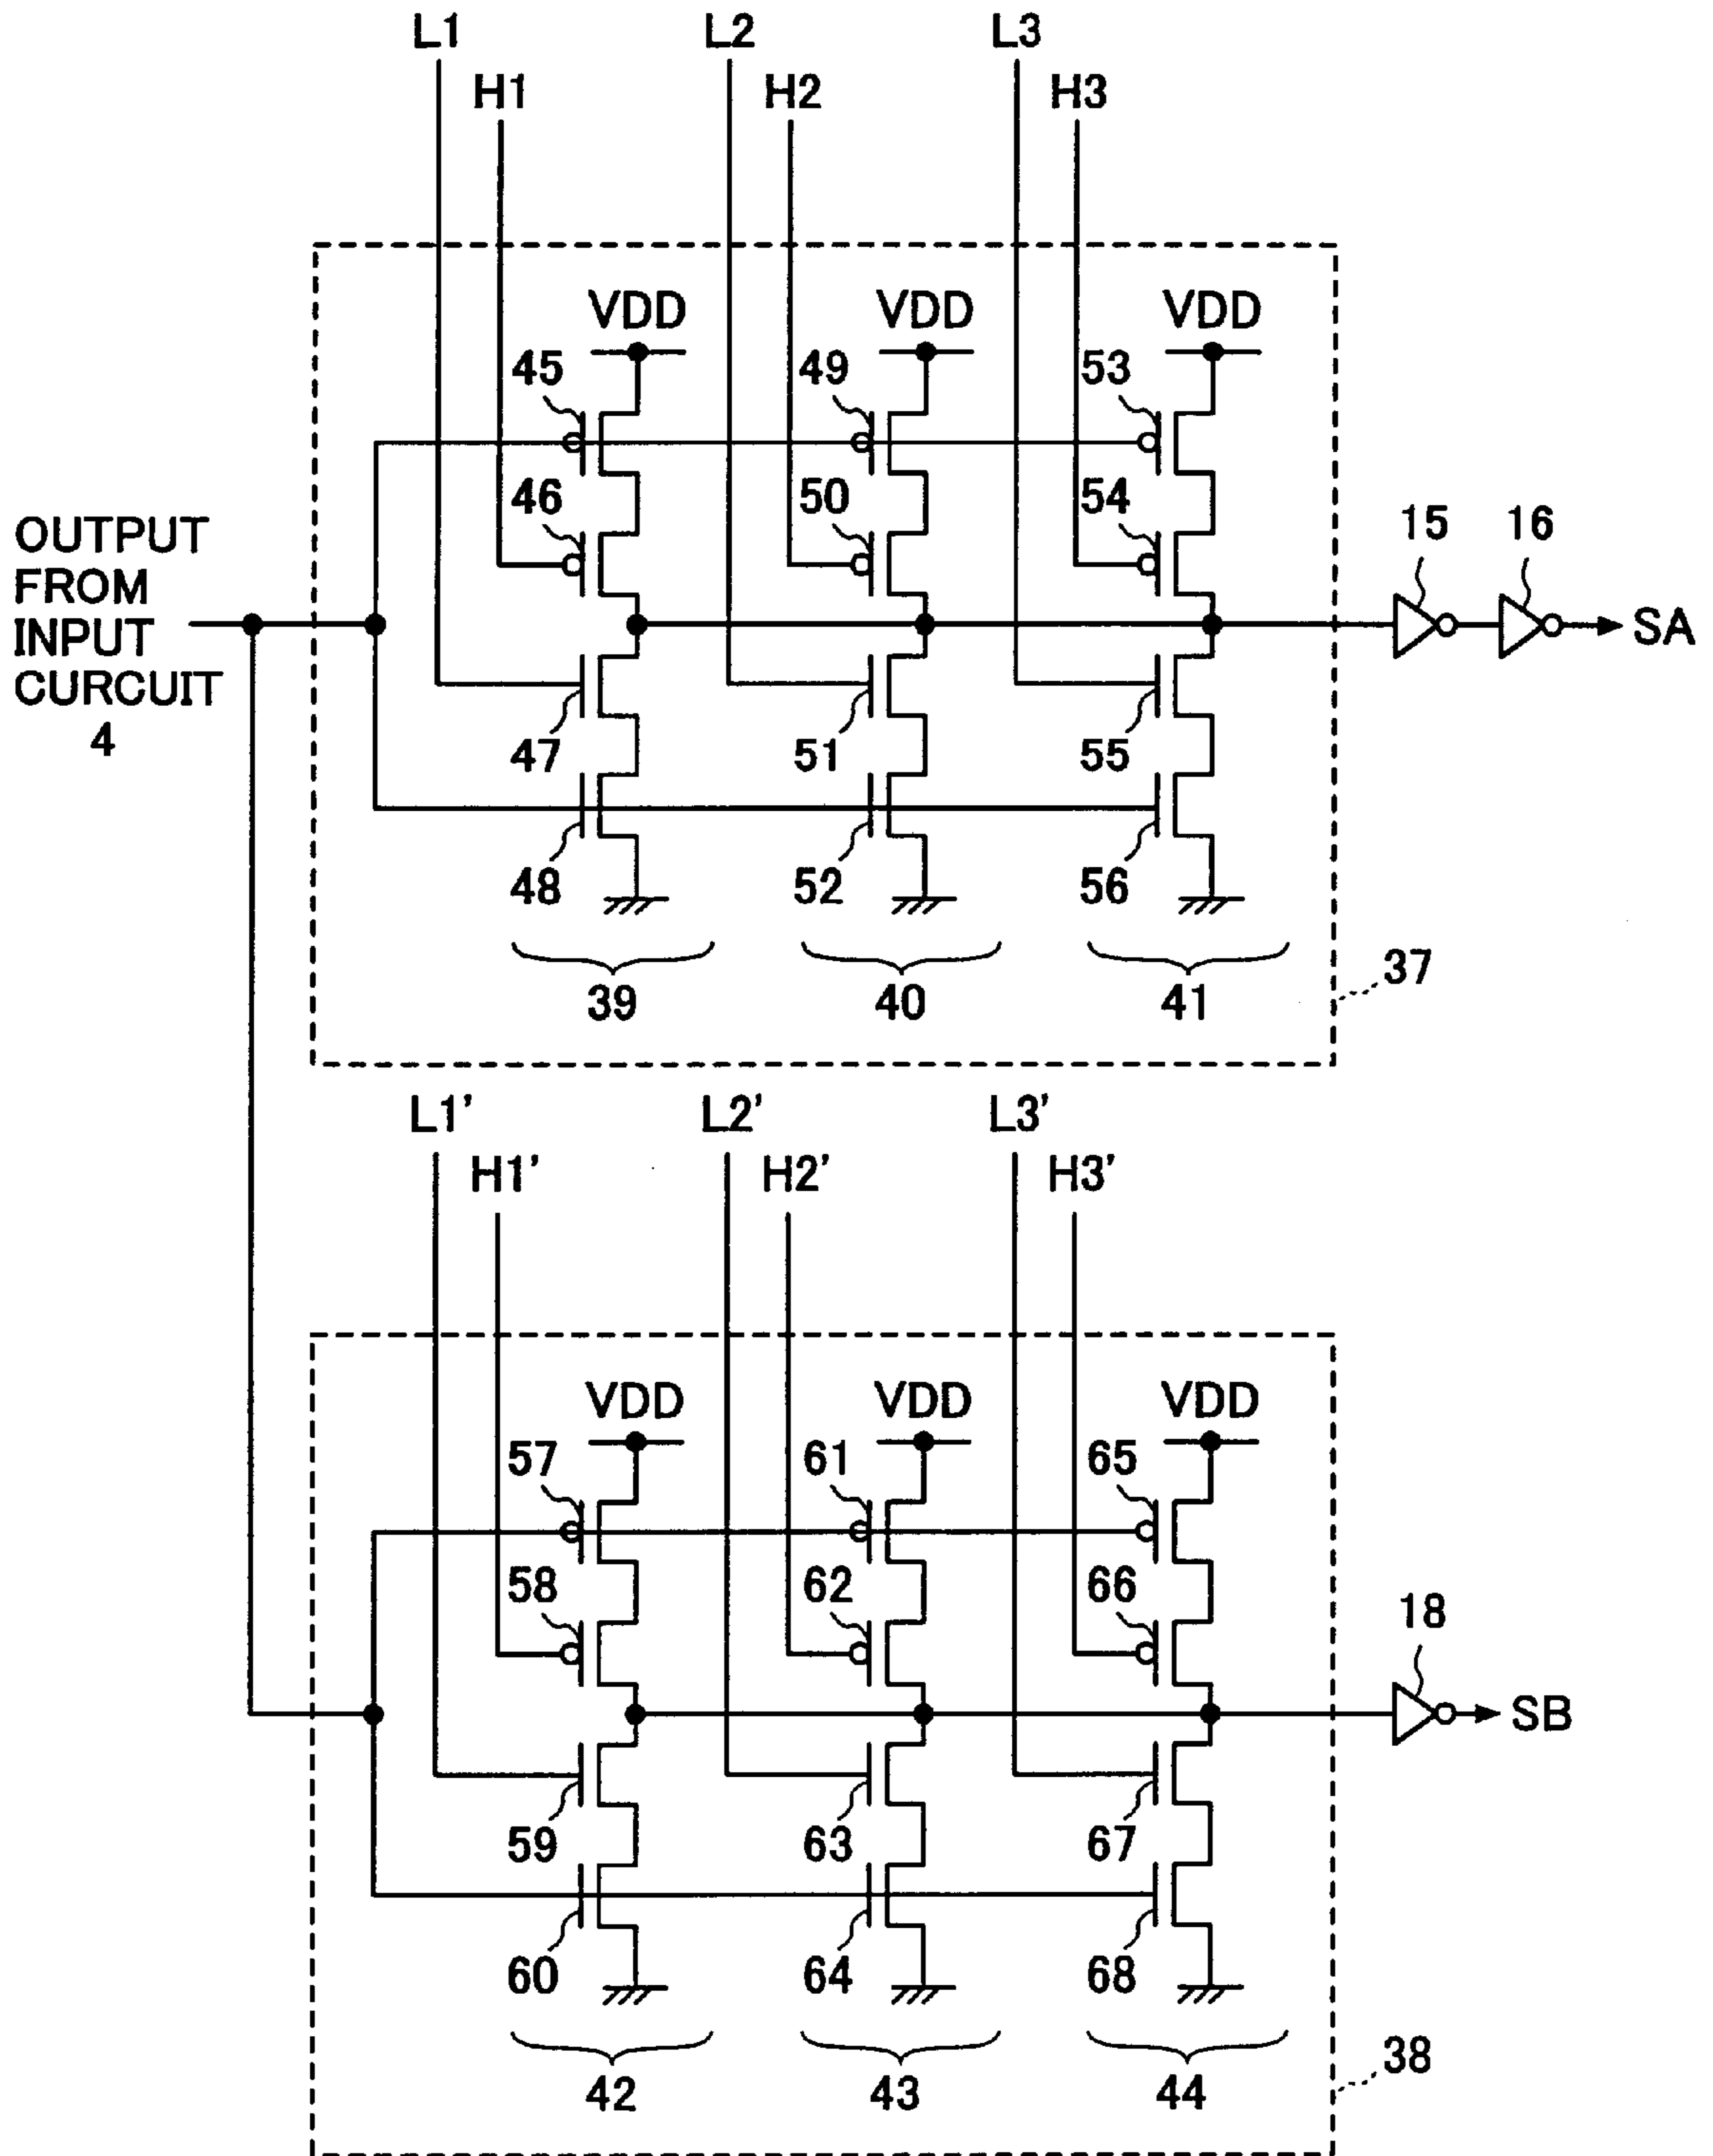 L1 L2 L3
H1 H2 H3
VDD VDD VDD
45 49 53
46 50 54
15 16
OUTPUT
FROM
INPUT
CURCUIT
4
SA
47 51 55
48 52 56
37
39 40 41
L1' L2' L3'
H1' H2' H3'
VDD VDD VDD
57 61 65
58 62 66
18
SB
59 63 67
60 64 68
38
42 43 44